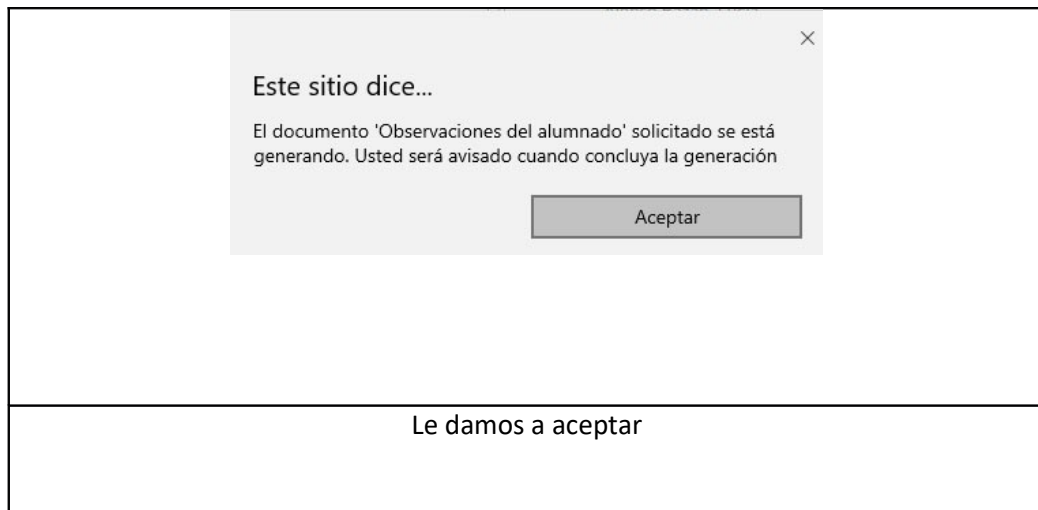 Este sitio dice...
El documento 'Observaciones del alumnado' solicitado se está
generando. Usted será avisado cuando concluya la generación
Aceptar
Le damos a aceptar